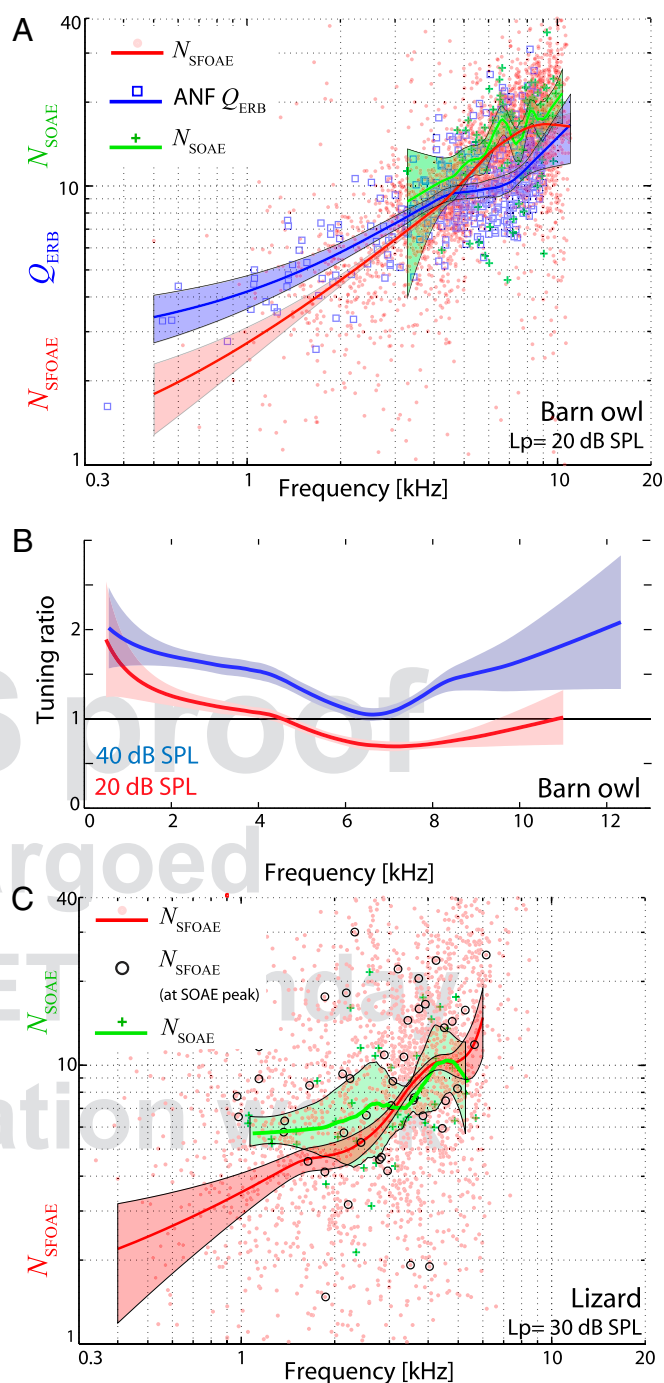 A
40
N_SFOAE
ANF Q_ERB
N_SOAE
20
10
N_SOAE
Q_ERB
N_SFOAE
1
Barn owl
Lp= 20 dB SPL
0.3
1
10
20
Frequency [kHz]
B
Tuning ratio
2
1
0
40 dB SPL
20 dB SPL
Barn owl
0
2
4
6
8
10
12
Frequency [kHz]
S proof
C
40
N_SFOAE
N_SFOAE
(at SOAE peak)
N_SOAE
20
10
N_SOAE
N_SFOAE
1
Lizard
Lp= 30 dB SPL
0.3
1
10
20
Frequency [kHz]